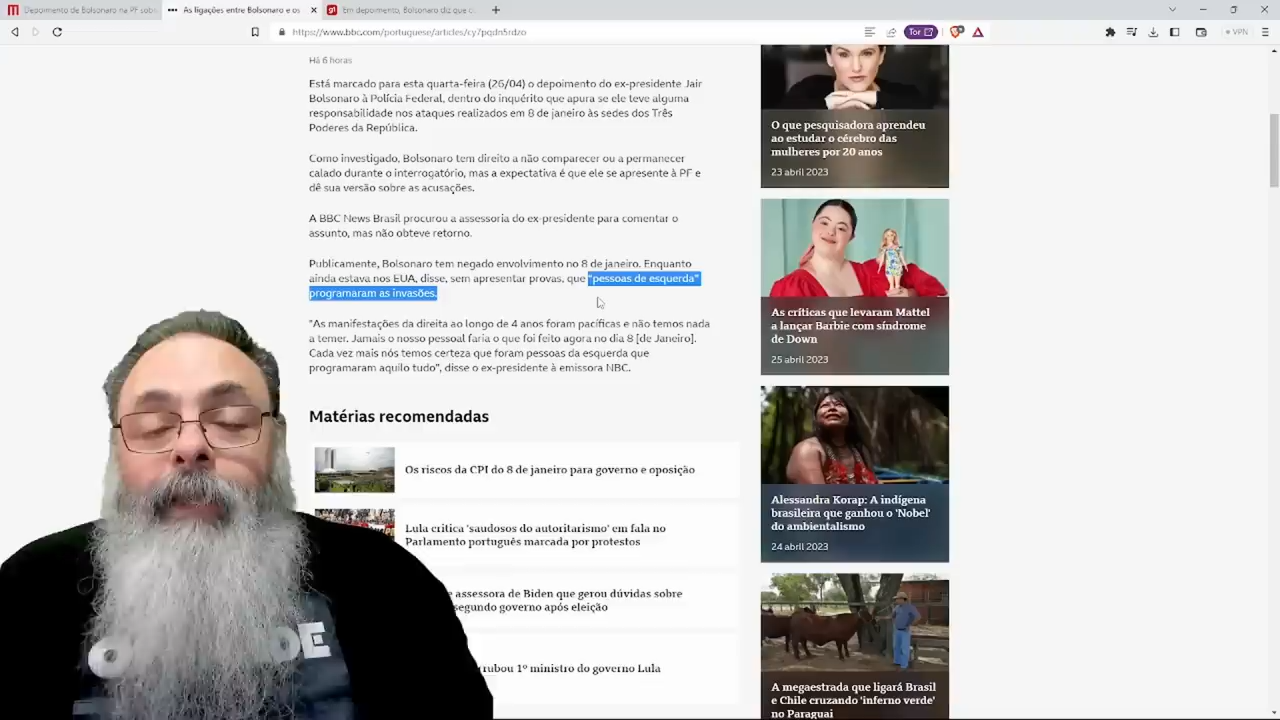 Depoimento de Bolsonaro na PF sobr
As ligações entre Bolsonaro e os
Em depoimento, Bolsonaro diz que c
https://www.bbc.com/portuguese/articles/cy7pqdn5rdzo
Tor
VPN
Há 6 horas
Está marcado para esta quarta-feira (26/04) o depoimento do ex-presidente Jair
Bolsonaro à Polícia Federal, dentro do inquérito que apura se ele teve alguma
responsabilidade nos ataques realizados em 8 de janeiro às sedes dos Três
Poderes da República.
Como investigado, Bolsonaro tem direito a não comparecer ou a permanecer
calado durante o interrogatório, mas a expectativa é que ele se apresente à PF e
dê sua versão sobre as acusações.
A BBC News Brasil procurou a assessoria do ex-presidente para comentar o
assunto, mas não obteve retorno.
Publicamente, Bolsonaro tem negado envolvimento no 8 de janeiro. Enquanto
ainda estava nos EUA, disse, sem apresentar provas, que "pessoas de esquerda"
programaram as invasões.
"As manifestações da direita ao longo de 4 anos foram pacíficas e não temos nada
a temer. Jamais o nosso pessoal faria o que foi feito agora no dia 8 [de Janeiro].
Cada vez mais nós temos certeza que foram pessoas da esquerda que
programaram aquilo tudo", disse o ex-presidente à emissora NBC.
Matérias recomendadas
Os riscos da CPI do 8 de janeiro para governo e oposição
Lula critica 'saudosos do autoritarismo' em fala no
Parlamento português marcada por protestos
e assessora de Biden que gerou dúvidas sobre
segundo governo após eleição
rubou 1º ministro do governo Lula
O que pesquisadora aprendeu
ao estudar o cérebro das
mulheres por 20 anos
23 abril 2023
As críticas que levaram Mattel
a lançar Barbie com síndrome
de Down
25 abril 2023
Alessandra Korap: A indígena
brasileira que ganhou o 'Nobel'
do ambientalismo
24 abril 2023
A megaestrada que ligará Brasil
e Chile cruzando 'inferno verde'
no Paraguai